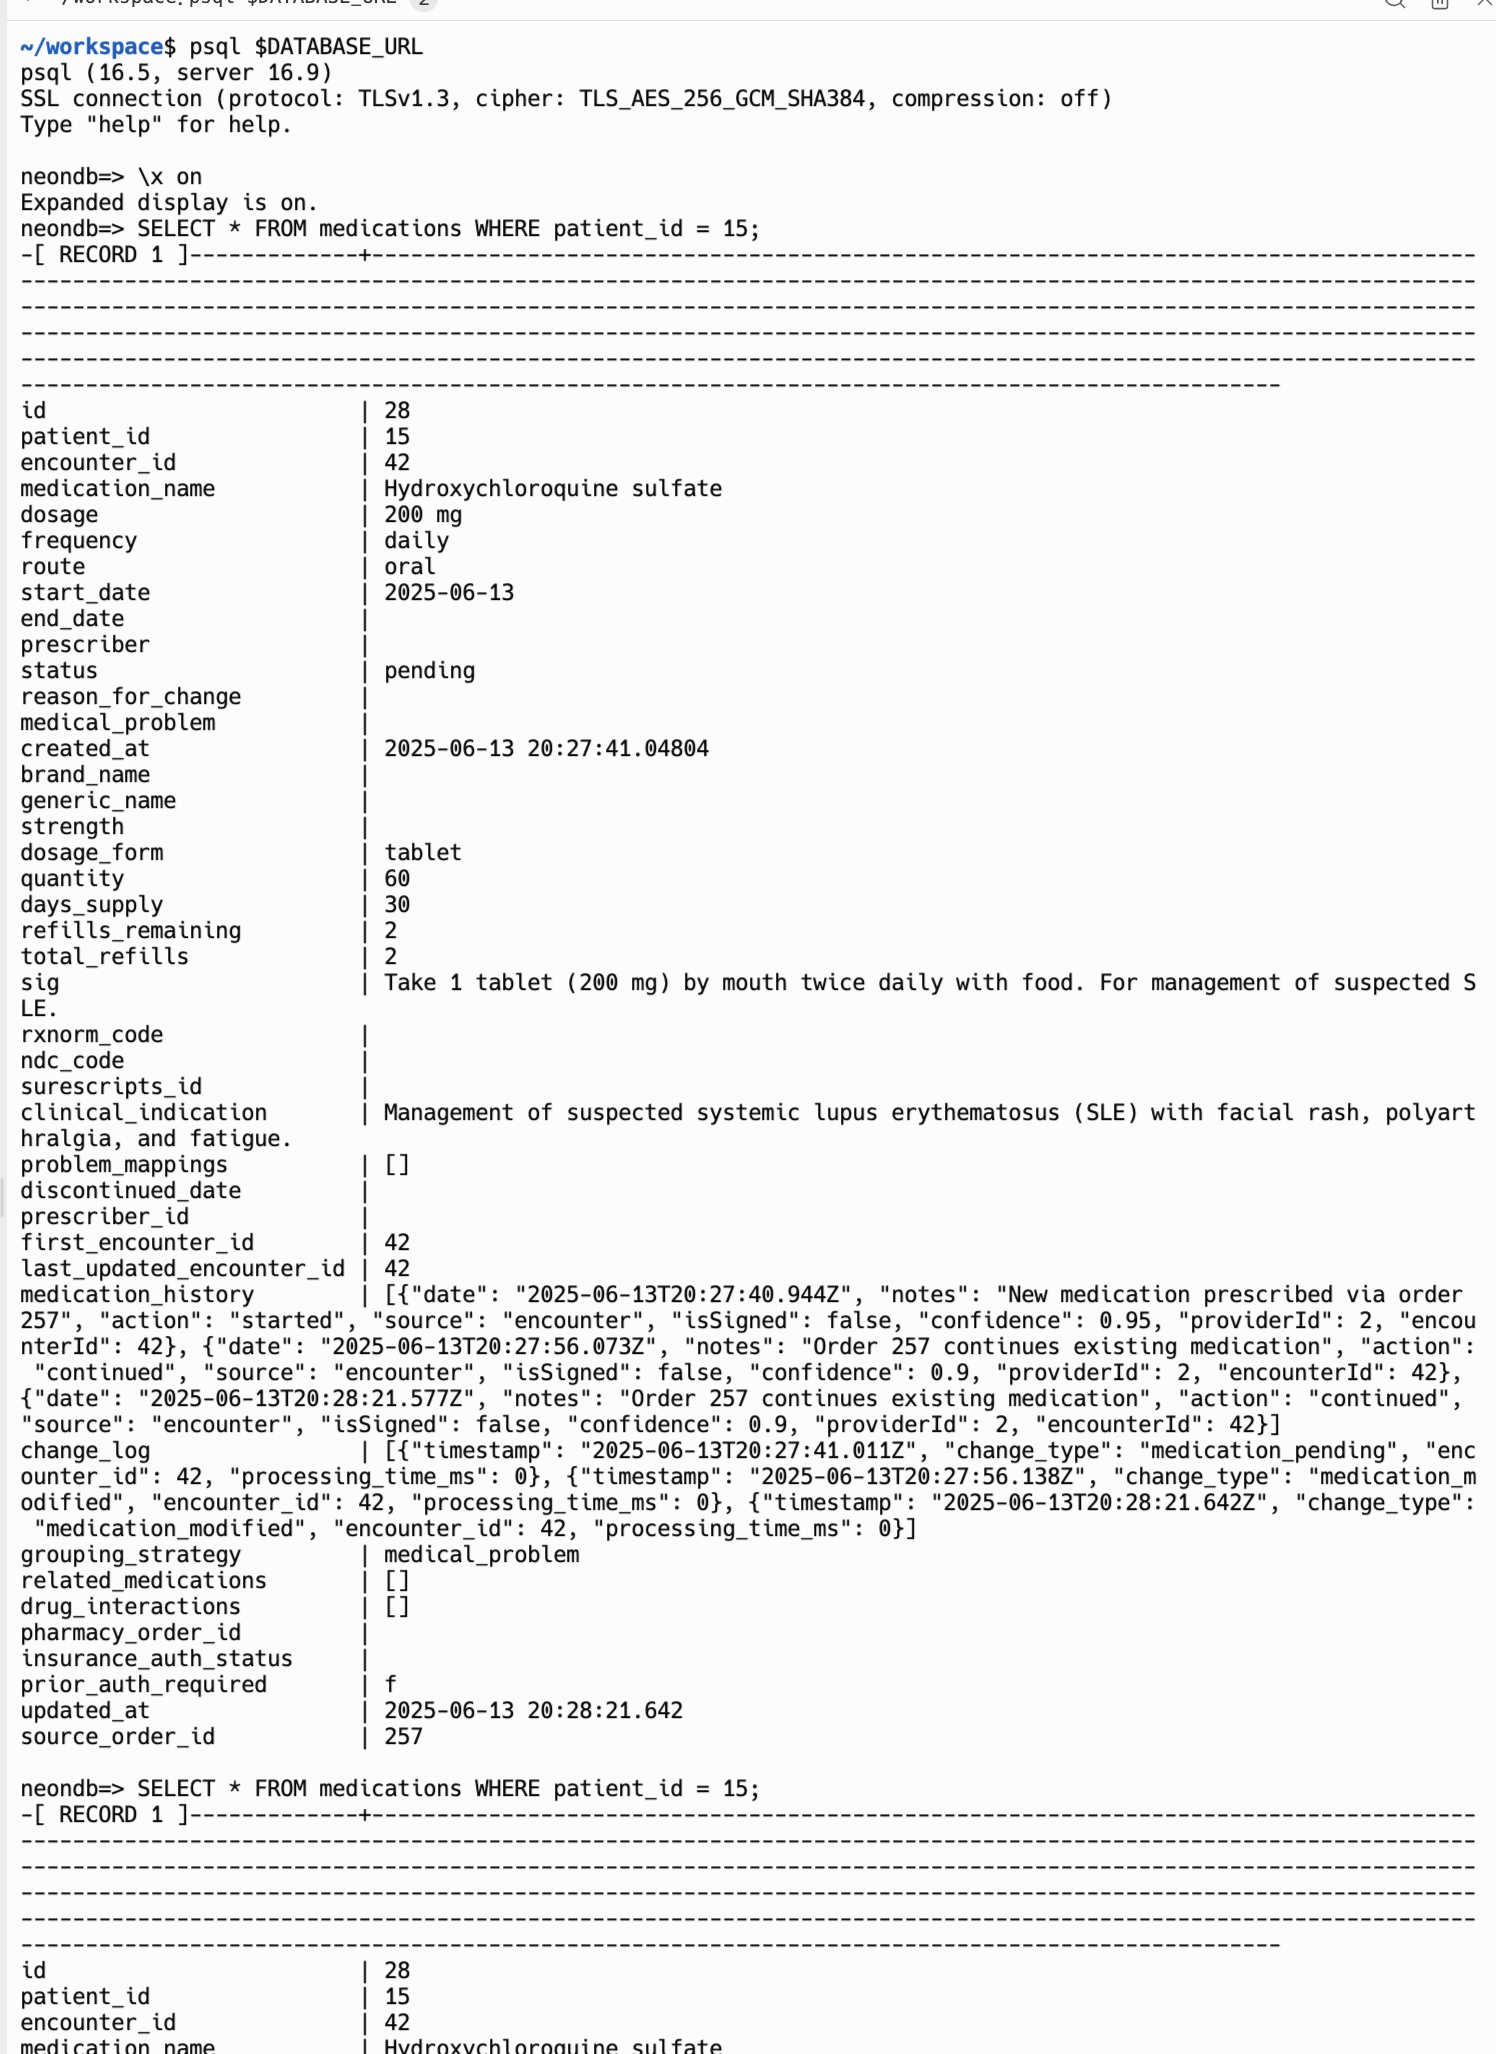 ~/workspace: psql $DATABASE_URL 2
~/workspace$ psql $DATABASE_URL
psql (16.5, server 16.9)
SSL connection (protocol: TLSv1.3, cipher: TLS_AES_256_GCM_SHA384, compression: off)
Type "help" for help.
neondb=> \x on
Expanded display is on.
neondb=> SELECT * FROM medications WHERE patient_id = 15;
-[ RECORD 1 ]-------------+-------------------------------------------------------------------------------------
id | 28
patient_id | 15
encounter_id | 42
medication_name | Hydroxychloroquine sulfate
dosage | 200 mg
frequency | daily
route | oral
start_date | 2025-06-13
end_date |
prescriber |
status | pending
reason_for_change |
medical_problem |
created_at | 2025-06-13 20:27:41.04804
brand_name |
generic_name |
strength |
dosage_form | tablet
quantity | 60
days_supply | 30
refills_remaining | 2
total_refills | 2
sig | Take 1 tablet (200 mg) by mouth twice daily with food. For management of suspected S
LE.
rxnorm_code |
ndc_code |
surescripts_id |
clinical_indication | Management of suspected systemic lupus erythematosus (SLE) with facial rash, polyart
hralgia, and fatigue.
problem_mappings | []
discontinued_date |
prescriber_id |
first_encounter_id | 42
last_updated_encounter_id | 42
medication_history | [{"date": "2025-06-13T20:27:40.944Z", "notes": "New medication prescribed via order
257", "action": "started", "source": "encounter", "isSigned": false, "confidence": 0.95, "providerId": 2, "encou
nterId": 42}, {"date": "2025-06-13T20:27:56.073Z", "notes": "Order 257 continues existing medication", "action":
"continued", "source": "encounter", "isSigned": false, "confidence": 0.9, "providerId": 2, "encounterId": 42},
{"date": "2025-06-13T20:28:21.577Z", "notes": "Order 257 continues existing medication", "action": "continued",
"source": "encounter", "isSigned": false, "confidence": 0.9, "providerId": 2, "encounterId": 42}]
change_log | [{"timestamp": "2025-06-13T20:27:41.011Z", "change_type": "medication_pending", "enc
ounter_id": 42, "processing_time_ms": 0}, {"timestamp": "2025-06-13T20:27:56.138Z", "change_type": "medication_m
odified", "encounter_id": 42, "processing_time_ms": 0}, {"timestamp": "2025-06-13T20:28:21.642Z", "change_type":
"medication_modified", "encounter_id": 42, "processing_time_ms": 0}]
grouping_strategy | medical_problem
related_medications | []
drug_interactions | []
pharmacy_order_id |
insurance_auth_status |
prior_auth_required | f
updated_at | 2025-06-13 20:28:21.642
source_order_id | 257
neondb=> SELECT * FROM medications WHERE patient_id = 15;
-[ RECORD 1 ]-------------+-------------------------------------------------------------------------------------
id | 28
patient_id | 15
encounter_id | 42
medication_name | Hydroxychloroquine sulfate